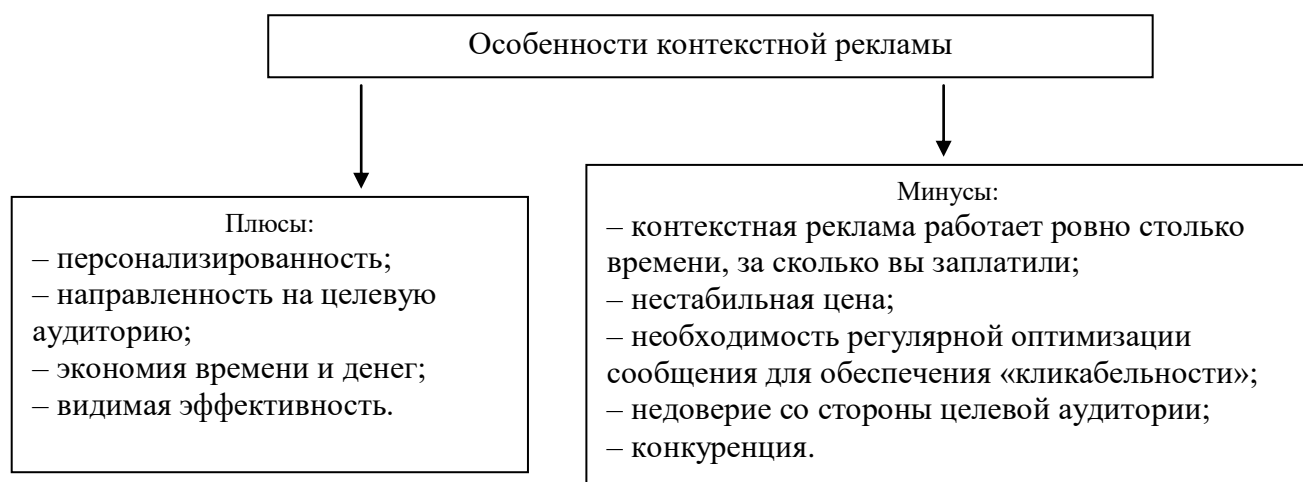 Особенности контекстной рекламы
Плюсы:
– персонализированность;
– направленность на целевую
аудиторию;
– экономия времени и денег;
– видимая эффективность.
Минусы:
– контекстная реклама работает ровно столько
времени, за сколько вы заплатили;
– нестабильная цена;
– необходимость регулярной оптимизации
сообщения для обеспечения «кликабельности»;
– недоверие со стороны целевой аудитории;
– конкуренция.